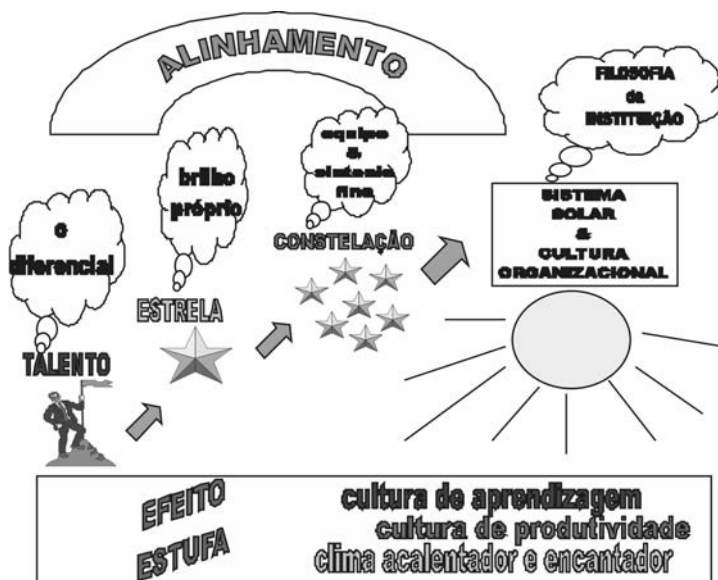 ALINHAMENTO
FILOSOFIA
da
INSTITUIÇÃO
equipe
&
sintonia
fina
brilho
próprio
o
diferencial
SISTEMA
SOLAR
&
CULTURA
ORGANIZACIONAL
CONSTELAÇÃO
ESTRELA
TALENTO
EFEITO
ESTUFA
cultura de aprendizagem
cultura de produtividade
clima acalentador e encantador